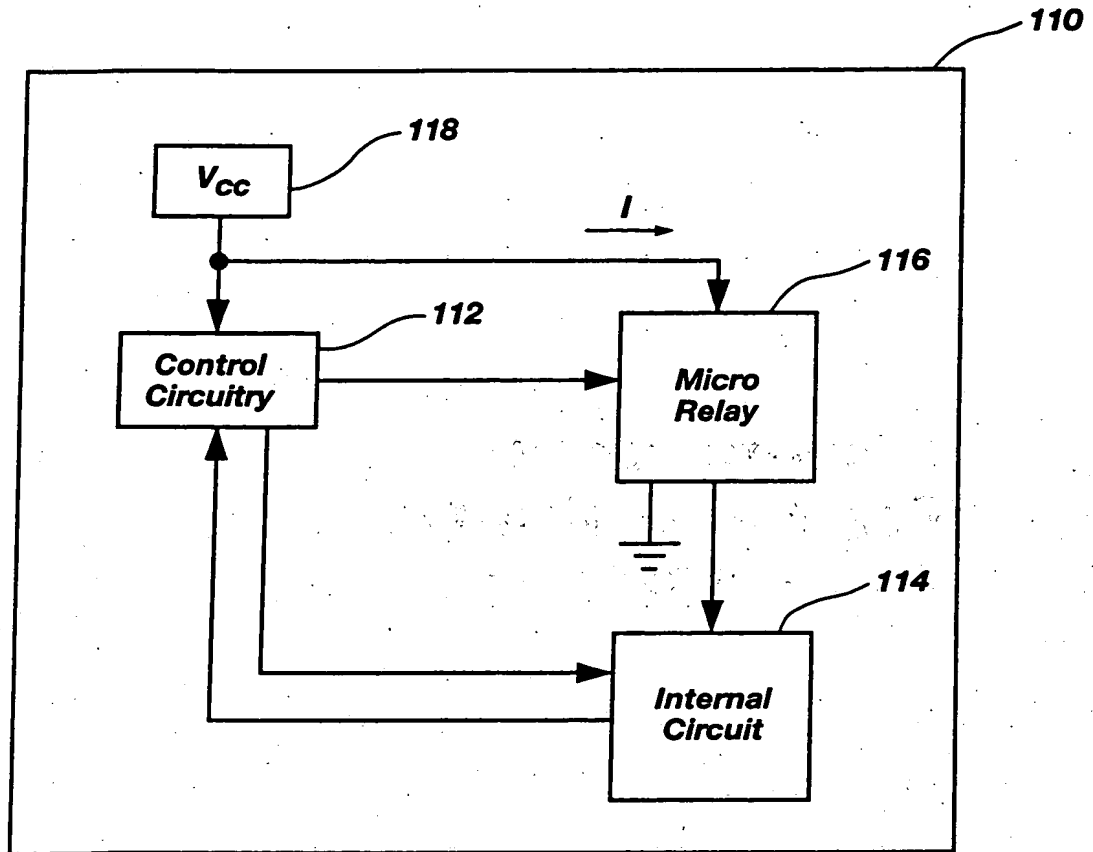 110
118
VCC
I
116
112
Control
Circuitry
Micro
Relay
114
Internal
Circuit